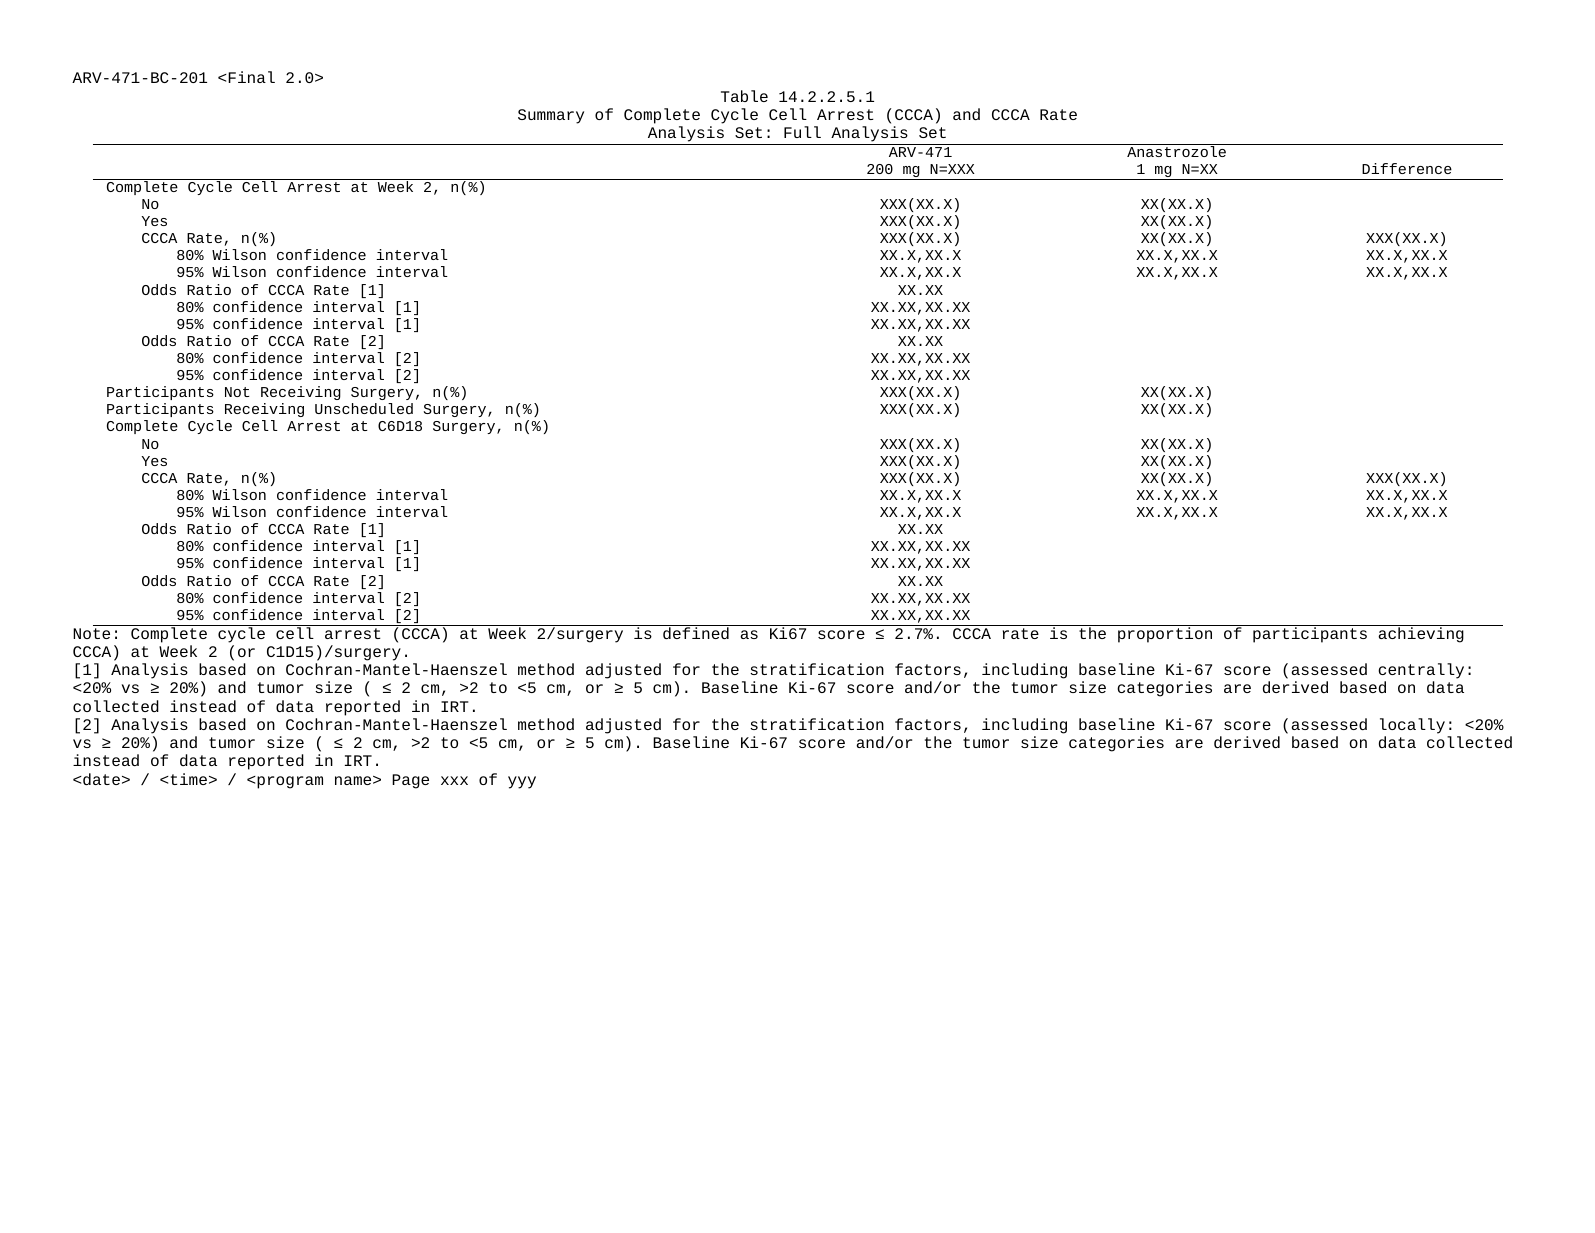 ARV-471-BC-201 <Final 2.0>
Table 14.2.2.5.1
Summary of Complete Cycle Cell Arrest (CCCA) and CCCA Rate
Analysis Set: Full Analysis Set
ARV-471 Anastrozole
200 mg N=XXX 1 mg N=XX Difference
Complete Cycle Cell Arrest at Week 2, n(%)
No XXX(XX.X) XX(XX.X)
Yes XXX(XX.X) XX(XX.X)
CCCA Rate, n(%) XXX(XX.X) XX(XX.X) XXX(XX.X)
80% Wilson confidence interval XX.X,XX.X XX.X,XX.X XX.X,XX.X
95% Wilson confidence interval XX.X,XX.X XX.X,XX.X XX.X,XX.X
Odds Ratio of CCCA Rate [1] XX.XX
80% confidence interval [1] XX.XX,XX.XX
95% confidence interval [1] XX.XX,XX.XX
Odds Ratio of CCCA Rate [2] XX.XX
80% confidence interval [2] XX.XX,XX.XX
95% confidence interval [2] XX.XX,XX.XX
Participants Not Receiving Surgery, n(%) XXX(XX.X) XX(XX.X)
Participants Receiving Unscheduled Surgery, n(%) XXX(XX.X) XX(XX.X)
Complete Cycle Cell Arrest at C6D18 Surgery, n(%)
No XXX(XX.X) XX(XX.X)
Yes XXX(XX.X) XX(XX.X)
CCCA Rate, n(%) XXX(XX.X) XX(XX.X) XXX(XX.X)
80% Wilson confidence interval XX.X,XX.X XX.X,XX.X XX.X,XX.X
95% Wilson confidence interval XX.X,XX.X XX.X,XX.X XX.X,XX.X
Odds Ratio of CCCA Rate [1] XX.XX
80% confidence interval [1] XX.XX,XX.XX
95% confidence interval [1] XX.XX,XX.XX
Odds Ratio of CCCA Rate [2] XX.XX
80% confidence interval [2] XX.XX,XX.XX
95% confidence interval [2] XX.XX,XX.XX
Note: Complete cycle cell arrest (CCCA) at Week 2/surgery is defined as Ki67 score ≤ 2.7%. CCCA rate is the proportion of participants achieving
CCCA) at Week 2 (or C1D15)/surgery.
[1] Analysis based on Cochran-Mantel-Haenszel method adjusted for the stratification factors, including baseline Ki-67 score (assessed centrally:
<20% vs ≥ 20%) and tumor size ( ≤ 2 cm, >2 to <5 cm, or ≥ 5 cm). Baseline Ki-67 score and/or the tumor size categories are derived based on data
collected instead of data reported in IRT.
[2] Analysis based on Cochran-Mantel-Haenszel method adjusted for the stratification factors, including baseline Ki-67 score (assessed locally: <20%
vs ≥ 20%) and tumor size ( ≤ 2 cm, >2 to <5 cm, or ≥ 5 cm). Baseline Ki-67 score and/or the tumor size categories are derived based on data collected
instead of data reported in IRT.
<date> / <time> / <program name> Page xxx of yyy